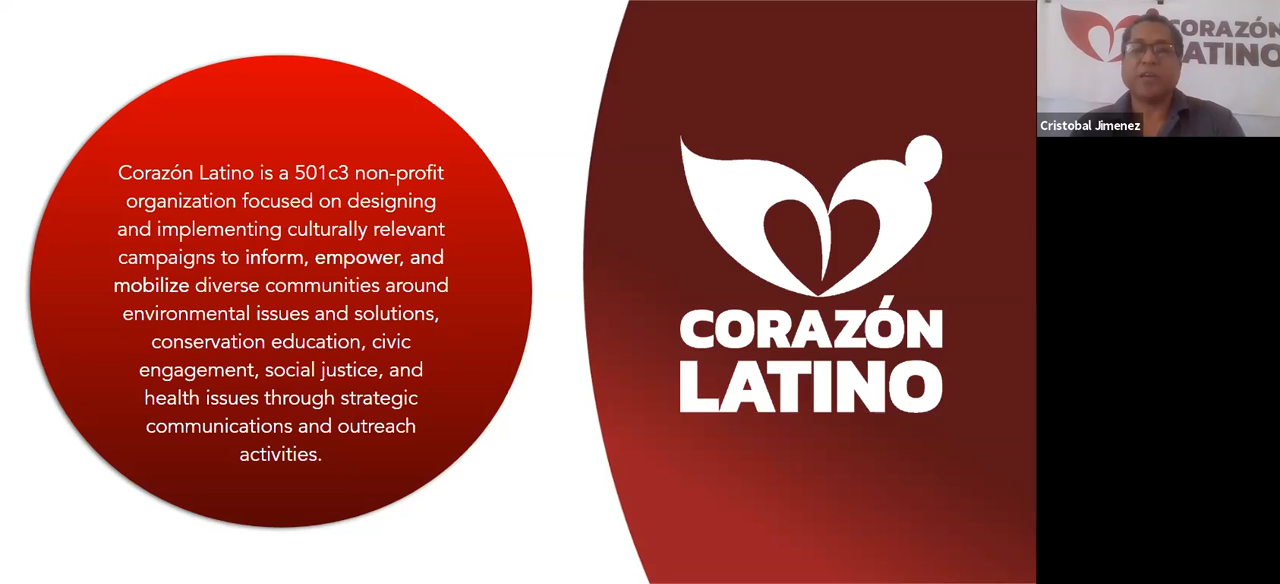 Corazón Latino is a 501c3 non-profit
organization focused on designing
and implementing culturally relevant
campaigns to inform, empower, and
mobilize diverse communities around
environmental issues and solutions,
conservation education, civic
engagement, social justice, and
health issues through strategic
communications and outreach
activities.
CORAZÓN
LATINO
CORAZÓN
LATINO
Cristobal Jimenez